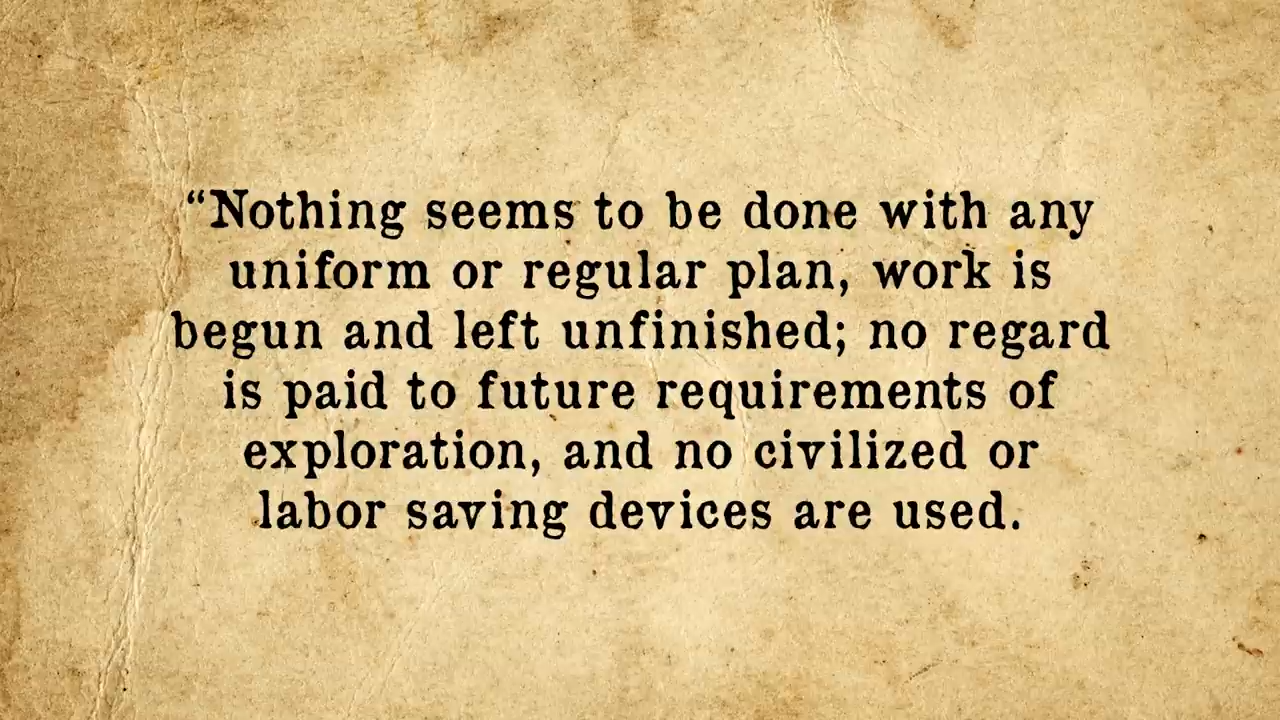 “Nothing seems to be done with any
uniform or regular plan, work is
begun and left unfinished; no regard
is paid to future requirements of
exploration, and no civilized or
labor saving devices are used.